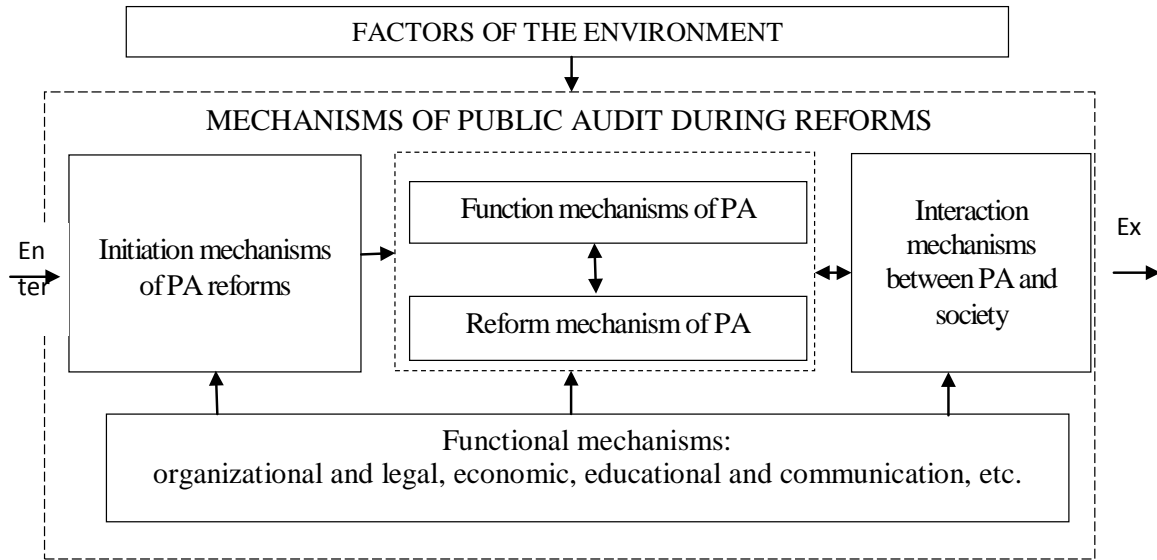 FACTORS OF THE ENVIRONMENT
MECHANISMS OF PUBLIC AUDIT DURING REFORMS
En
ter
Initiation mechanisms
of PA reforms
Function mechanisms of PA
Reform mechanism of PA
Interaction
mechanisms
between PA and
society
Ex
Functional mechanisms:
organizational and legal, economic, educational and communication, etc.